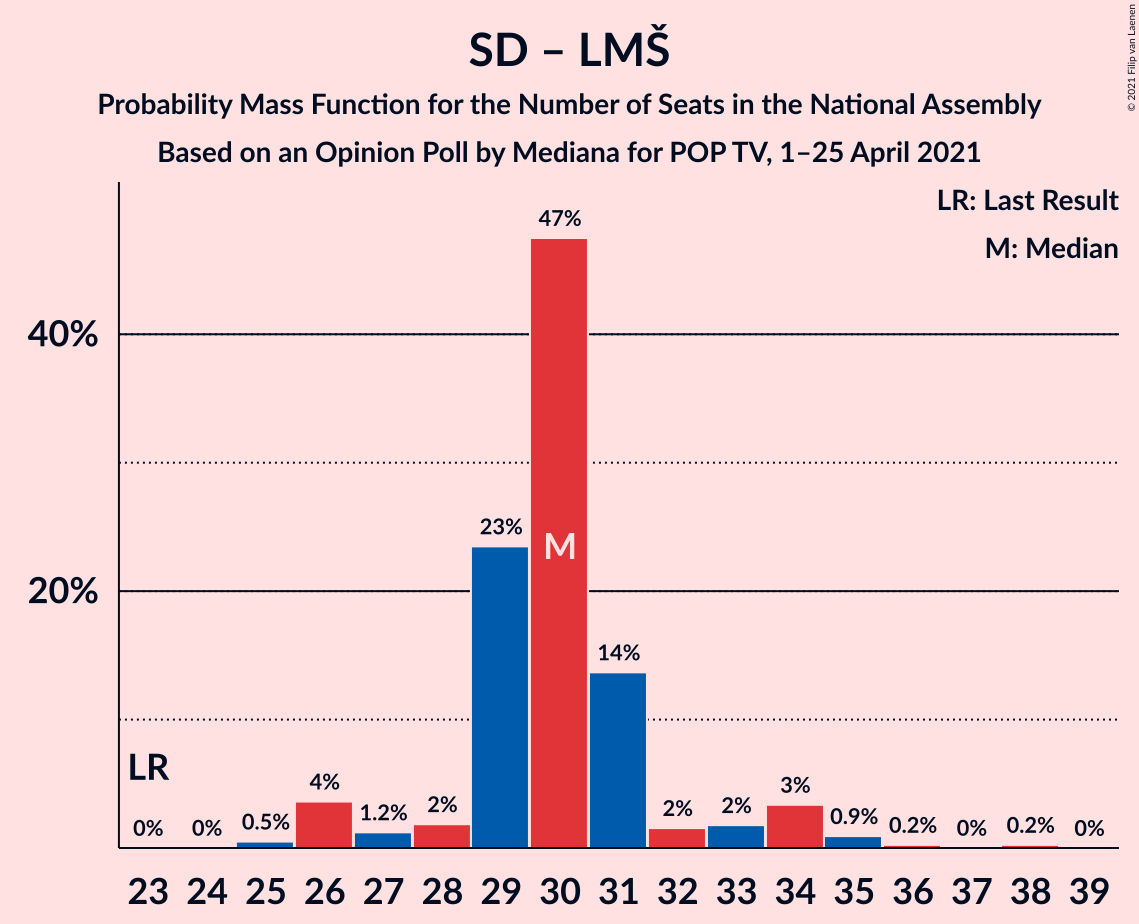 SD – LMŠ
Probability Mass Function for the Number of Seats in the National Assembly
Based on an Opinion Poll by Mediana for POP TV, 1–25 April 2021
© 2021 Filip van Laenen
LR: Last Result
M: Median
40%
20%
LR
M
0%
0%
0.5%
4%
1.2%
2%
23%
47%
14%
2%
2%
3%
0.9%
0.2%
0%
0.2%
0%
23 24 25 26 27 28 29 30 31 32 33 34 35 36 37 38 39